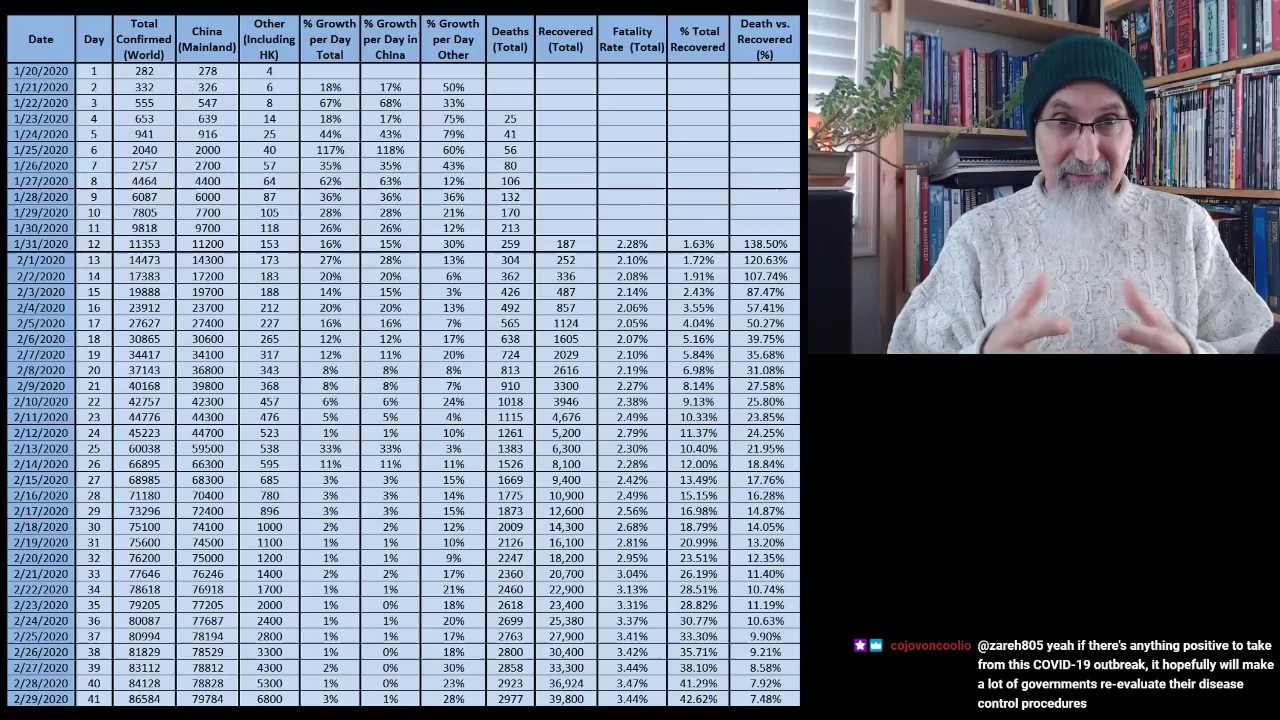 Date Day Total Confirmed (World) China (Mainland) Other (Including HK) % Growth per Day Total % Growth per Day in China % Growth per Day Other Deaths (Total) Recovered (Total) Fatality Rate (Total) % Total Recovered Death vs. Recovered (%)
1/20/2020 1 282 278 4
1/21/2020 2 332 326 6 18% 17% 50%
1/22/2020 3 555 547 8 67% 68% 33%
1/23/2020 4 653 639 14 18% 17% 75% 25
1/24/2020 5 941 916 25 44% 43% 79% 41
1/25/2020 6 2040 2000 40 117% 118% 60% 56
1/26/2020 7 2757 2700 57 35% 35% 43% 80
1/27/2020 8 4464 4400 64 62% 63% 12% 106
1/28/2020 9 6087 6000 87 36% 36% 36% 132
1/29/2020 10 7805 7700 105 28% 28% 21% 170
1/30/2020 11 9818 9700 118 26% 26% 12% 213
1/31/2020 12 11353 11200 153 16% 15% 30% 259 187 2.28% 1.63% 138.50%
2/1/2020 13 14473 14300 173 27% 28% 13% 304 252 2.10% 1.72% 120.63%
2/2/2020 14 17383 17200 183 20% 20% 6% 362 336 2.08% 1.91% 107.74%
2/3/2020 15 19888 19700 188 14% 15% 3% 426 487 2.14% 2.43% 87.47%
2/4/2020 16 23912 23700 212 20% 20% 13% 492 857 2.06% 3.55% 57.41%
2/5/2020 17 27627 27400 227 16% 16% 7% 565 1124 2.05% 4.04% 50.27%
2/6/2020 18 30865 30600 265 12% 12% 17% 638 1605 2.07% 5.16% 39.75%
2/7/2020 19 34417 34100 317 12% 11% 20% 724 2029 2.10% 5.84% 35.68%
2/8/2020 20 37143 36800 343 8% 8% 8% 813 2616 2.19% 6.98% 31.08%
2/9/2020 21 40168 39800 368 8% 8% 7% 910 3300 2.27% 8.14% 27.58%
2/10/2020 22 42757 42300 457 6% 6% 24% 1018 3946 2.38% 9.13% 25.80%
2/11/2020 23 44776 44300 476 5% 5% 4% 1115 4,676 2.49% 10.33% 23.85%
2/12/2020 24 45223 44700 523 1% 1% 10% 1261 5,200 2.79% 11.37% 24.25%
2/13/2020 25 60038 59500 538 33% 33% 3% 1383 6,300 2.30% 10.40% 21.95%
2/14/2020 26 66895 66300 595 11% 11% 11% 1526 8,100 2.28% 12.00% 18.84%
2/15/2020 27 68985 68300 685 3% 3% 15% 1669 9,400 2.42% 13.49% 17.76%
2/16/2020 28 71180 70400 780 3% 3% 14% 1775 10,900 2.49% 15.15% 16.28%
2/17/2020 29 73296 72400 896 3% 3% 15% 1873 12,600 2.56% 16.98% 14.87%
2/18/2020 30 75100 74100 1000 2% 2% 12% 2009 14,300 2.68% 18.79% 14.05%
2/19/2020 31 75600 74500 1100 1% 1% 10% 2126 16,100 2.81% 20.99% 13.20%
2/20/2020 32 76200 75000 1200 1% 1% 9% 2247 18,200 2.95% 23.51% 12.35%
2/21/2020 33 77646 76246 1400 2% 2% 17% 2360 20,700 3.04% 26.19% 11.40%
2/22/2020 34 78618 76918 1700 1% 1% 21% 2460 22,900 3.13% 28.51% 10.74%
2/23/2020 35 79205 77205 2000 1% 0% 18% 2618 23,400 3.31% 28.82% 11.19%
2/24/2020 36 80087 77687 2400 1% 1% 20% 2699 25,380 3.37% 30.77% 10.63%
2/25/2020 37 80994 78194 2800 1% 1% 17% 2763 27,900 3.41% 33.30% 9.90%
2/26/2020 38 81822 78529 3300 1% 0% 18% 2800 30,400 3.42% 35.71% 9.21%
2/27/2020 39 83112 78812 4300 2% 0% 30% 2858 33,300 3.44% 38.10% 8.58%
2/28/2020 40 84128 78828 5300 1% 0% 23% 2923 36,924 3.47% 41.29% 7.92%
2/29/2020 41 86584 79784 6800 3% 1% 28% 2977 39,800 3.44% 42.62% 7.48%
cojovoncoolio @zareh805 yeah if there's anything positive to take
from this COVID-19 outbreak, it hopefully will make
a lot of governments re-evaluate their disease
control procedures